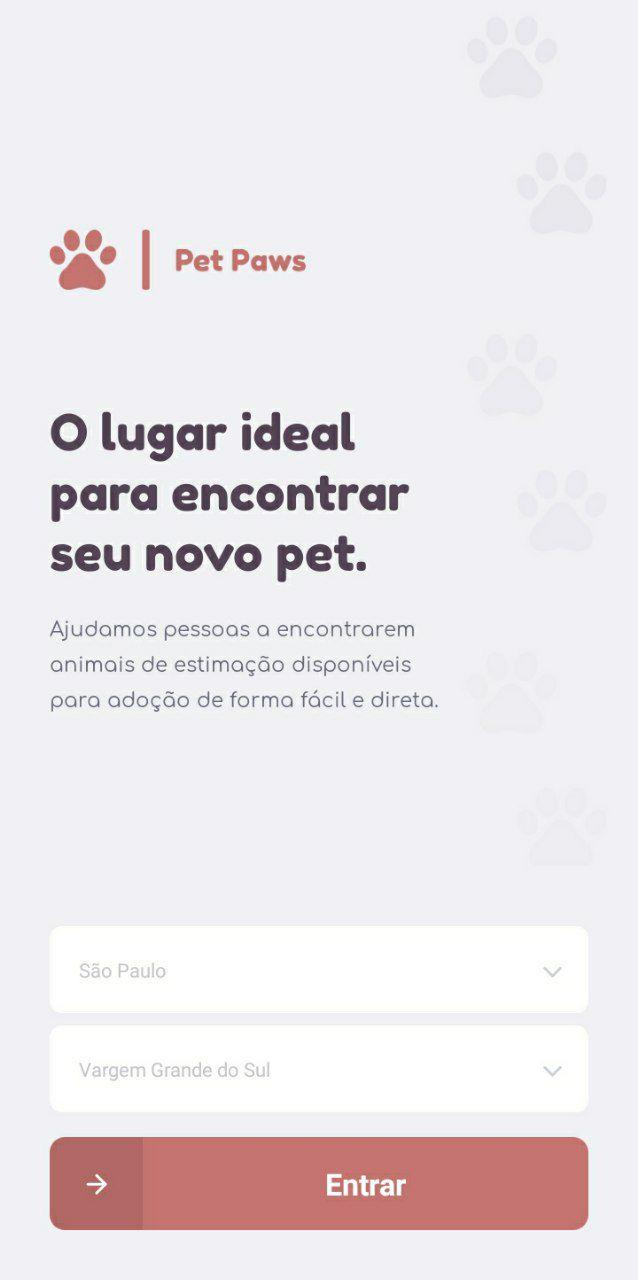 Pet Paws
O lugar ideal
para encontrar
seu novo pet.
Ajudamos pessoas a encontrarem
animais de estimação disponíveis
para adoção de forma fácil e direta.
São Paulo
Vargem Grande do Sul
Entrar